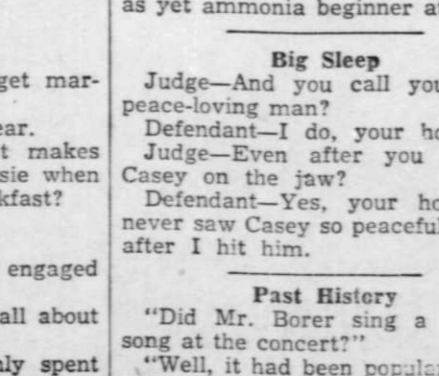 get mar-
ear.
t makes
sie when
kfast?
engaged
all about
nly spent
as yet ammonia beginner a
Big Sleep
Judge—And you call you
peace-loving man?
Defendant—I do, your ho
Judge—Even after you
Casey on the jaw?
Defendant—Yes, your ho
never saw Casey so peaceful
after I hit him.
Past History
"Did Mr. Borer sing a
song at the concert?"
"Well, it had been popula